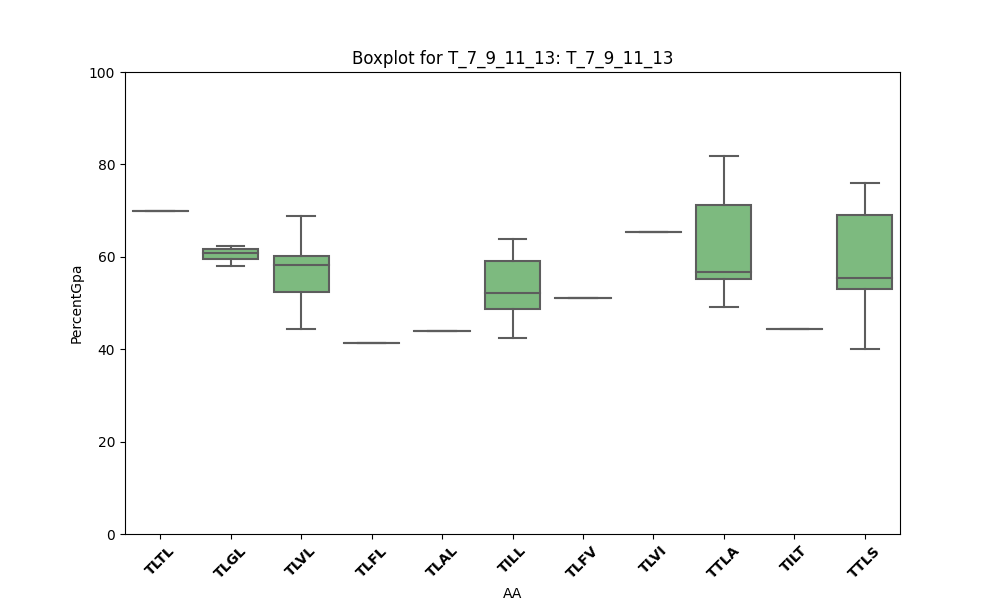 Boxplot for T_7_9_11_13: T_7_9_11_13
100
80
60
40
20
0
PercentGpa
TLTL
TLGL
TLVL
TLFL
TLAL
TILL
TLFV
TLVI
TTLA
TILT
TTLS
AA